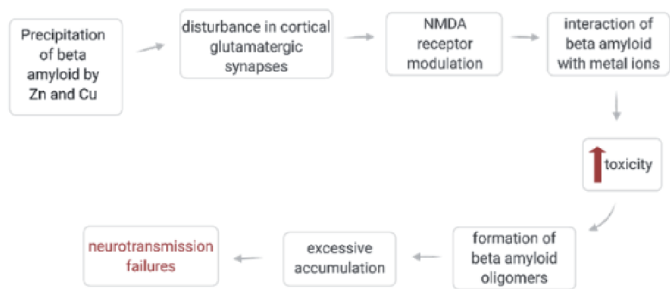 Precipitation
of beta
amyloid by
Zn and Cu
disturbance in cortical
glutamatergic
synapses
NMDA
receptor
modulation
interaction of
beta amyloid
with metal ions
toxicity
formation of
beta amyloid
oligomers
excessive
accumulation
neurotransmission
failures